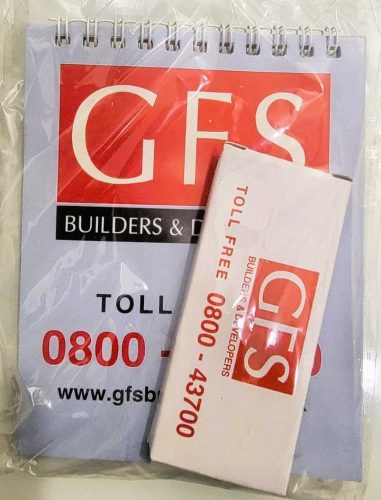 GFS
BUILDERS & D
TOLL
0800 -
www.gfsb
GFS
BUILDERS & DEVELOPERS
TOLL FREE 0800 - 43700